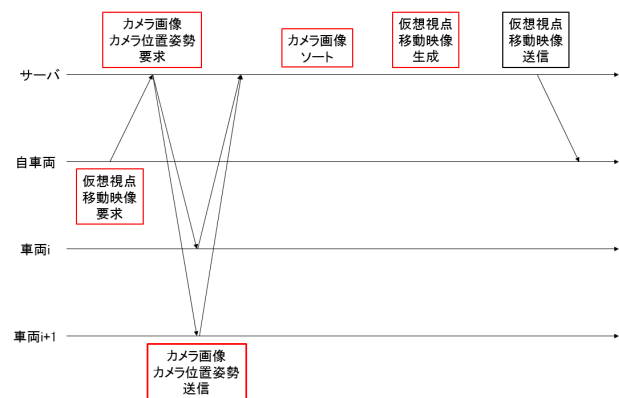 カメラ画像
カメラ位置姿勢
要求
カメラ画像
ソート
仮想視点
移動映像
生成
仮想視点
移動映像
送信
サーバ
自車両
仮想視点
移動映像
要求
車両i
車両i+1
カメラ画像
カメラ位置姿勢
送信